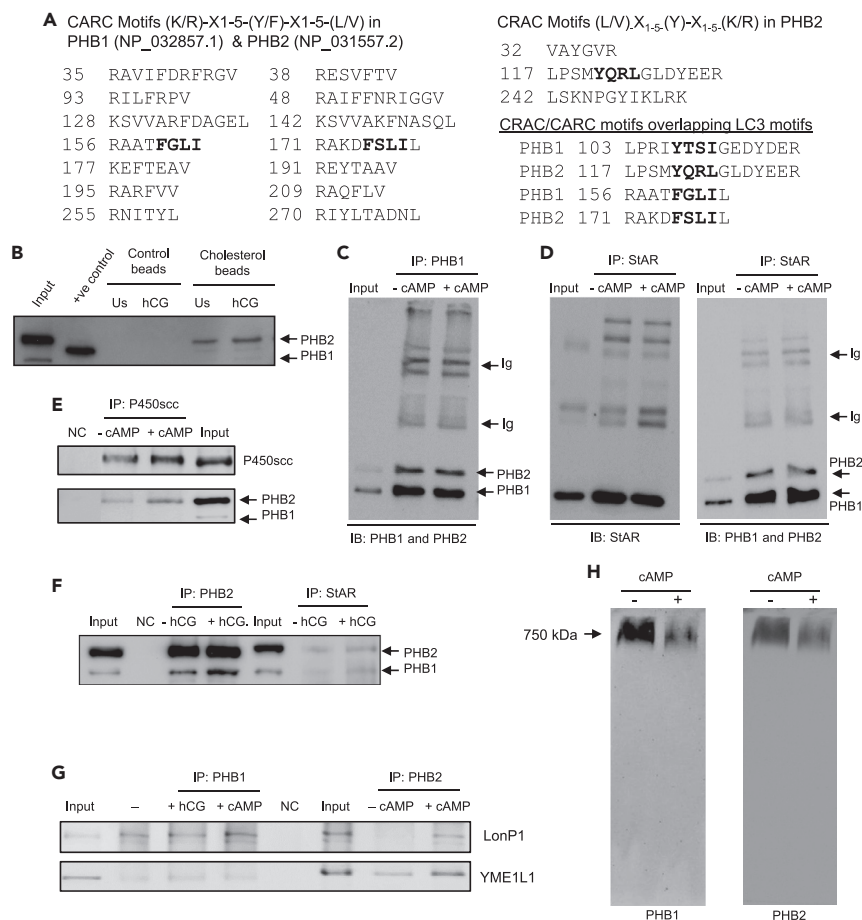 A
CARC Motifs (K/R)-X1-5-(Y/F)-X1-5-(L/V) in
PHB1 (NP_032857.1) & PHB2 (NP_031557.2)
35 RAVIFDRFRGV 38 RESVFTV
93 RILFRPV 48 RAIFFNRIGGV
128 KSVVARFDAGEL 142 KSVVAKFNASQL
156 RAATFGLI 171 RAKDFSLIL
177 KEFTEAV 191 REYTAAV
195 RARFVV 209 RAQFLV
255 RNITYL 270 RIYLTADNL
CRAC Motifs (L/V)-X1-5-(Y)-X1-5-(K/R) in PHB2
32 VAYGVR
117 LPSMYQRLGLDYEER
242 LSKNPGYIKLRK
CRAC/CARC motifs overlapping LC3 motifs
PHB1 103 LPRIYTSIGEDYDER
PHB2 117 LPSMYQRLGLDYEER
PHB1 156 RAATFGLIL
PHB2 171 RAKDFSLIL
B
Input
+ve control
Control beads
Cholesterol beads
Us hCG Us hCG
PHB2
PHB1
C
IP: PHB1
Input - cAMP + cAMP
Ig
Ig
PHB2
PHB1
IB: PHB1 and PHB2
D
IP: StAR
Input - cAMP + cAMP
IB: StAR
IP: StAR
Input - cAMP + cAMP
Ig
Ig
PHB2
PHB1
IB: PHB1 and PHB2
E
IP: P450scc
NC - cAMP + cAMP Input
P450scc
PHB2
PHB1
F
IP: PHB2 IP: StAR
Input NC - hCG + hCG. Input - hCG + hCG
PHB2
PHB1
G
IP: PHB1 IP: PHB2
Input – + hCG + cAMP NC Input – cAMP + cAMP
LonP1
YME1L1
H
cAMP cAMP
- + - +
750 kDa
PHB1 PHB2